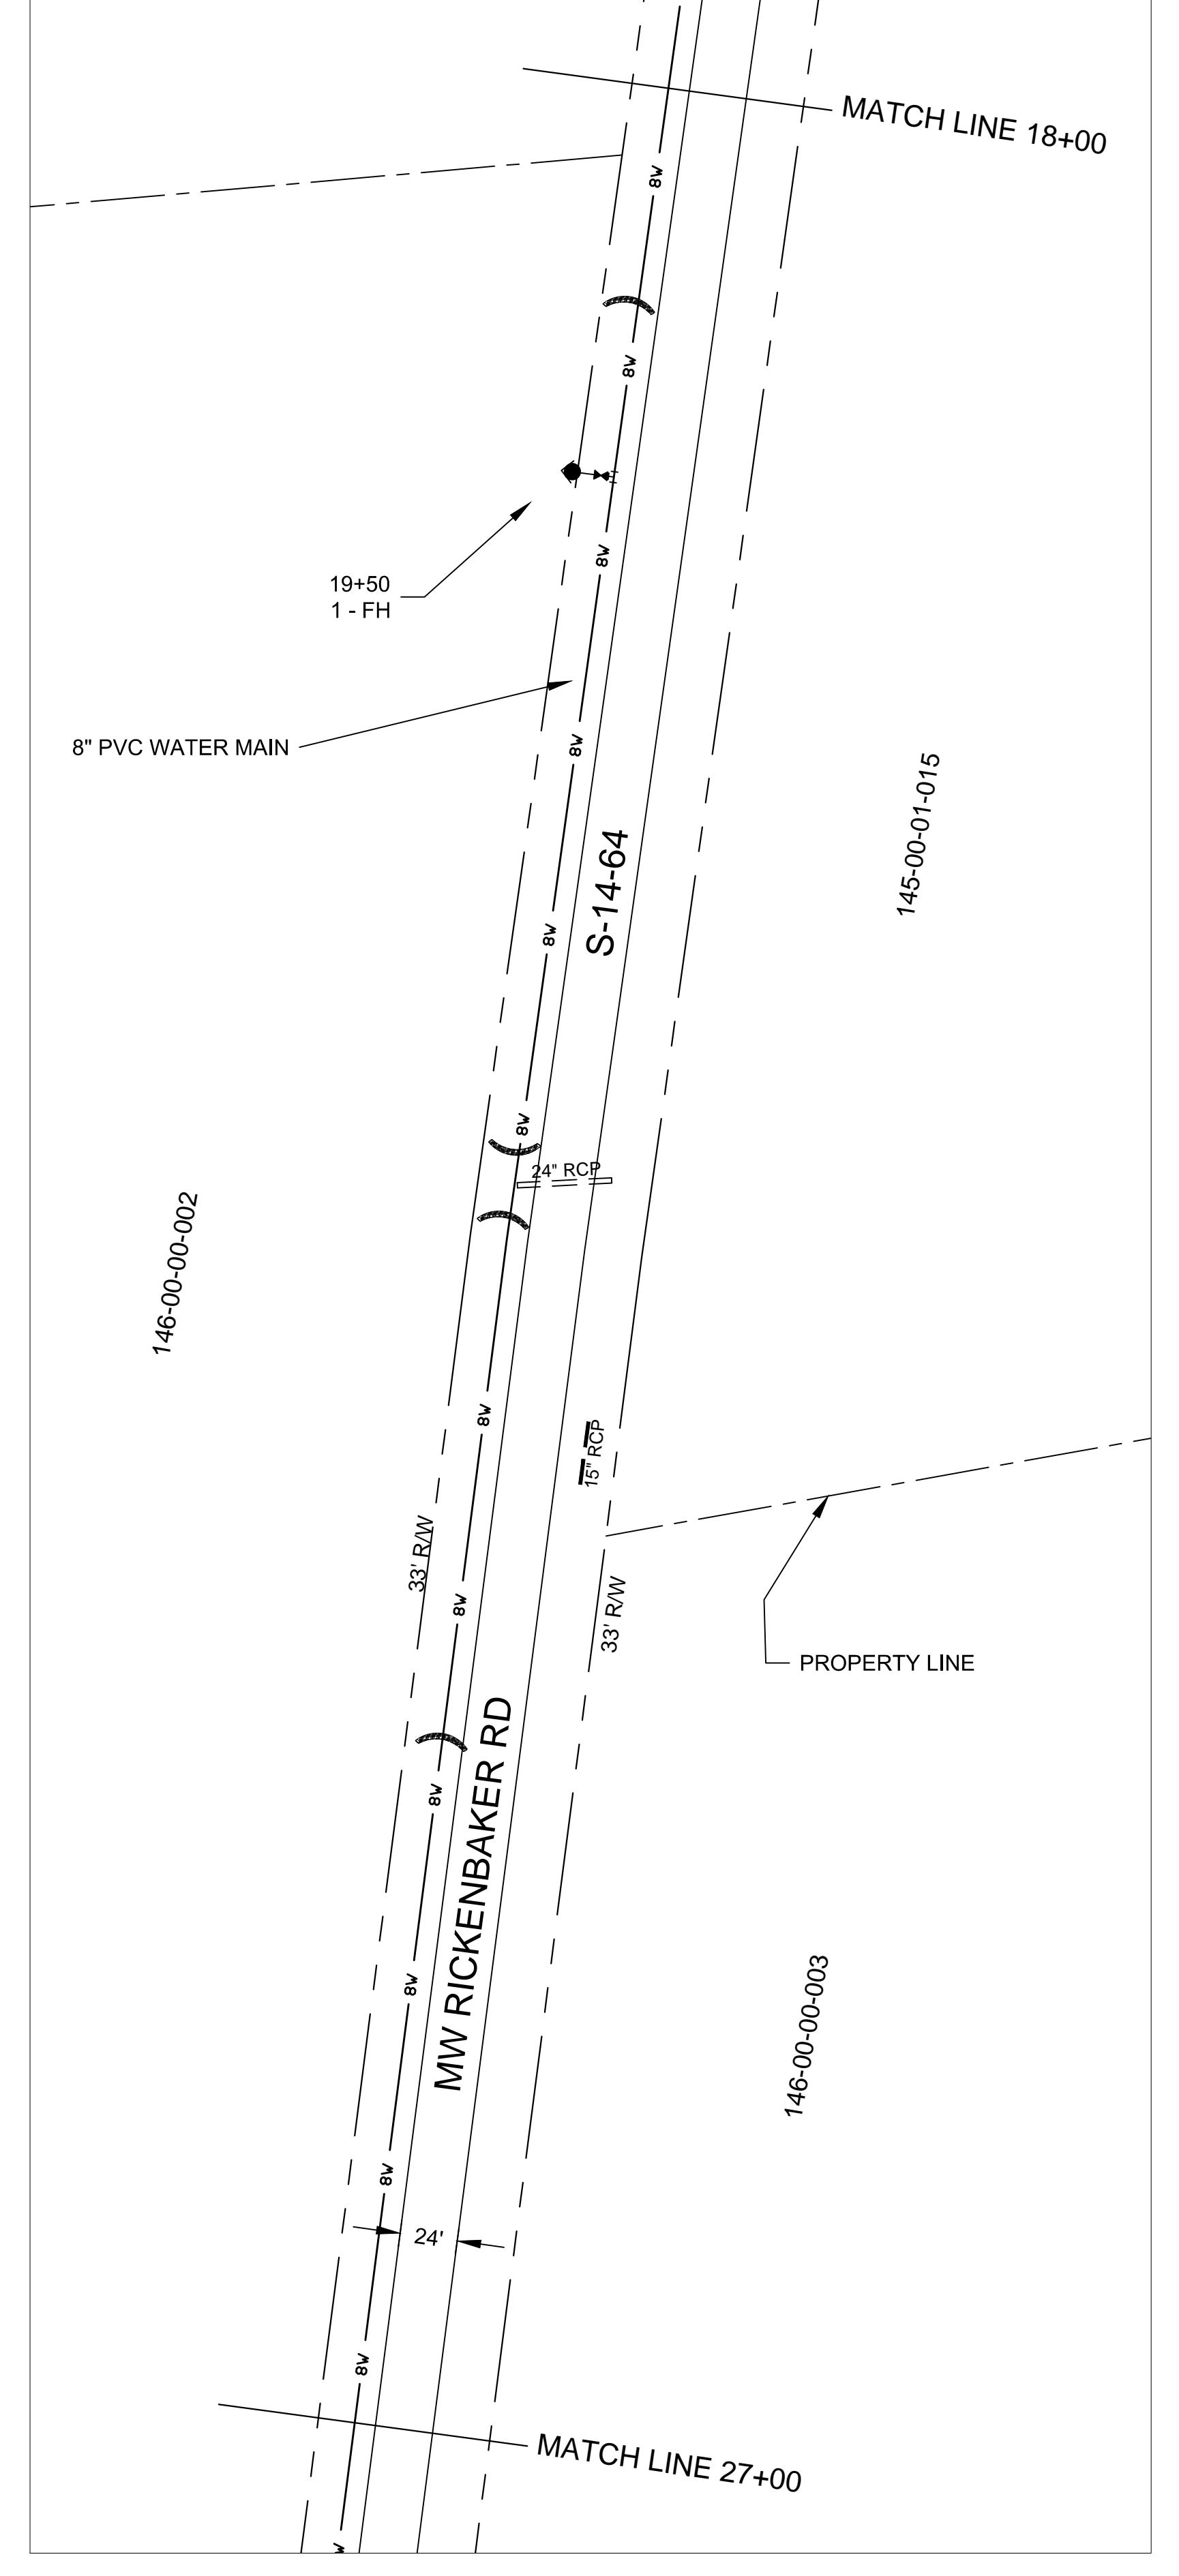 MATCH LINE 18+00
8W
8W
19+50
1 - FH
8W
8" PVC WATER MAIN
8W
145-00-01-015
S-14-64
8W
8W
24" RCP
146-00-00-002
8W
15" RCP
33' R/W
8W
33' R/W
PROPERTY LINE
8W
MW RICKENBAKER RD
8W
146-00-00-003
8W
24'
8W
MATCH LINE 27+00
W